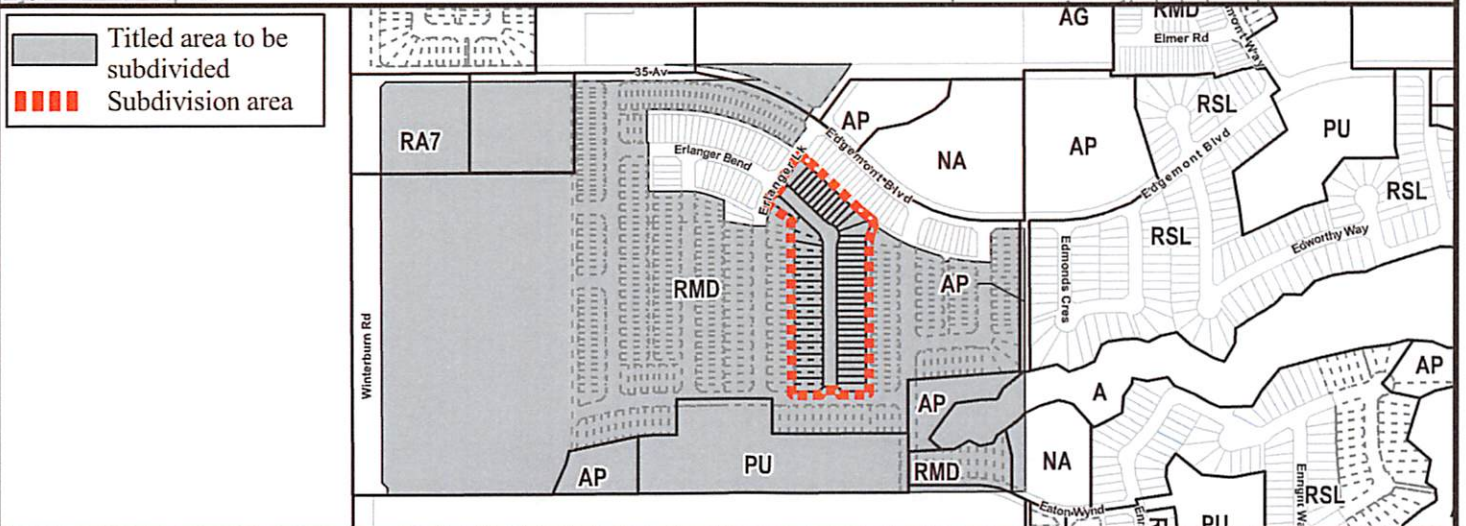 Titled area to be
subdivided
Subdivision area
AG
RMD
Elmer Rd
35 Av
RA7
AP
Edgemont Blvd
NA
AP
RSL
PU
Edgemont Blvd
RSL
Erlanger Bend
Erlanger Lk
RSL
Edworthy Way
RMD
AP
Edmonds Cres
Winterburn Rd
AP
A
AP
AP
PU
RMD
NA
RSL
Eaton Wynd
PU